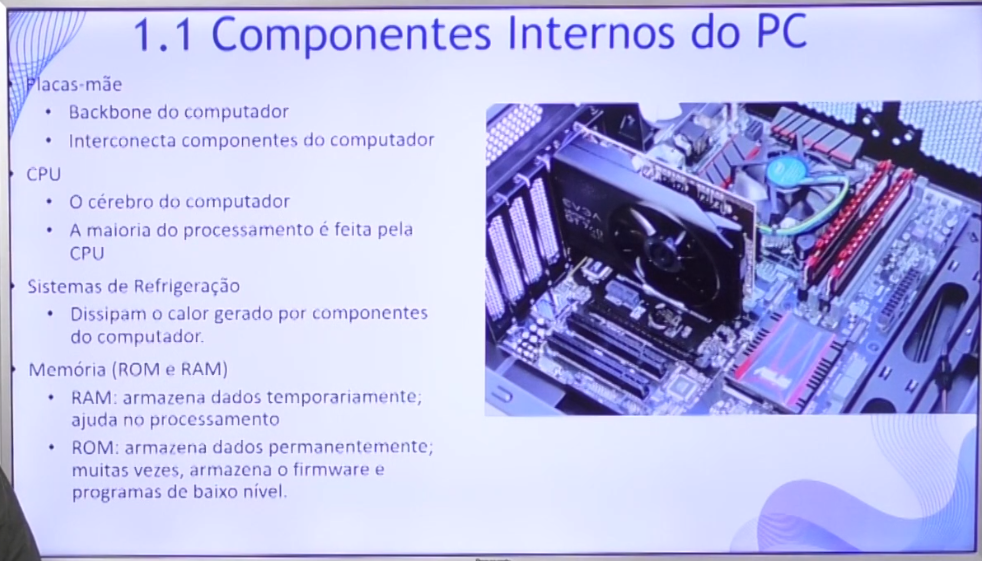 1.1 Componentes Internos do PC
Placas-mãe
• Backbone do computador
• Interconecta componentes do computador
CPU
• O cérebro do computador
• A maioria do processamento é feita pela
CPU
Sistemas de Refrigeração
• Dissipam o calor gerado por componentes
do computador.
Memória (ROM e RAM)
• RAM: armazena dados temporariamente;
ajuda no processamento
• ROM: armazena dados permanentemente;
muitas vezes, armazena o firmware e
programas de baixo nível.
EVGA
ASUS